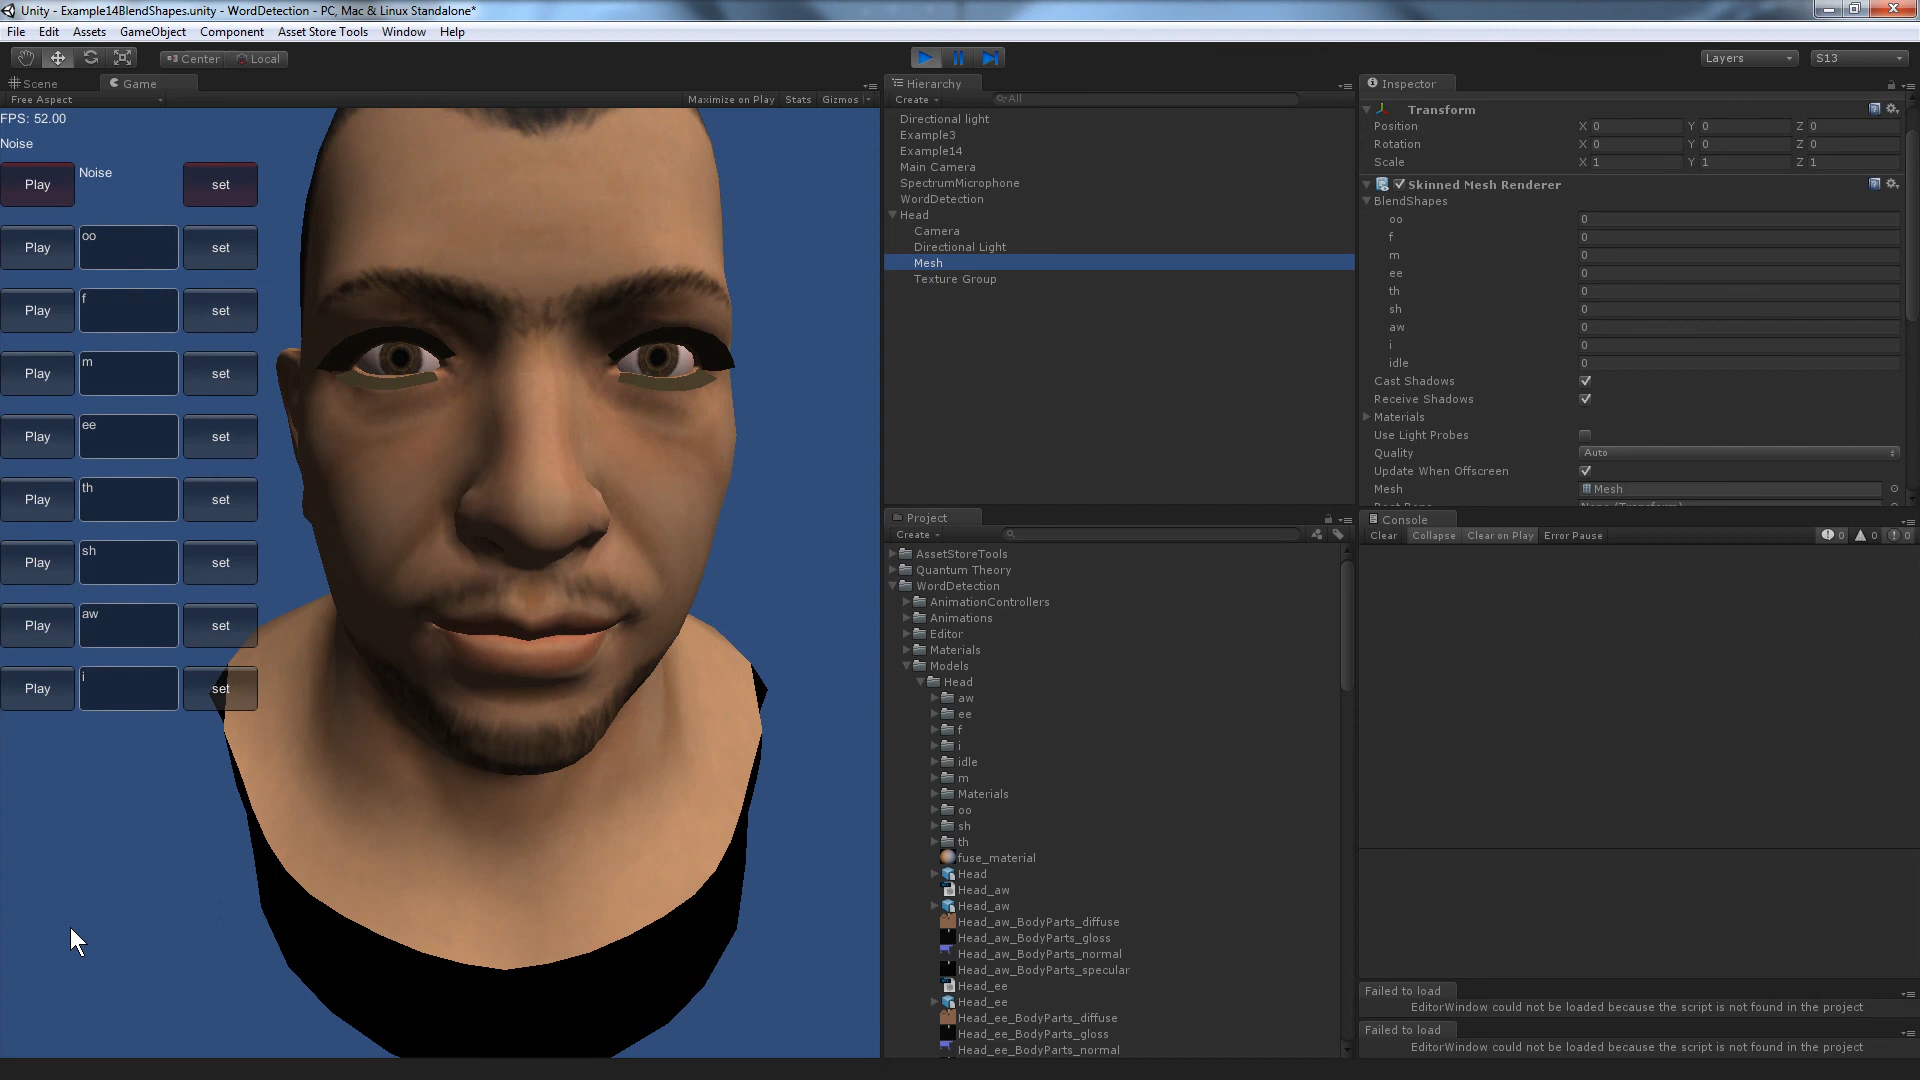 Unity - Example14BlendShapes.unity - WordDetection - PC, Mac & Linux Standalone*
File Edit Assets GameObject Component Asset Store Tools Window Help
Center Local
Layers S13
Scene Game
Free Aspect Maximize on Play Stats Gizmos
FPS: 52.00
Noise
Play Noise set
Play oo set
Play f set
Play m set
Play ee set
Play th set
Play sh set
Play aw set
Play i set
Hierarchy
Create All
Directional light
Example3
Example14
Main Camera
SpectrumMicrophone
WordDetection
Head
Camera
Directional Light
Mesh
Texture Group
Project
Create
AssetStoreTools
Quantum Theory
WordDetection
AnimationControllers
Animations
Editor
Materials
Models
Head
aw
ee
f
i
idle
m
Materials
oo
sh
th
fuse_material
Head
Head_aw
Head_aw
Head_aw_BodyParts_diffuse
Head_aw_BodyParts_gloss
Head_aw_BodyParts_normal
Head_aw_BodyParts_specular
Head_ee
Head_ee
Head_ee_BodyParts_diffuse
Head_ee_BodyParts_gloss
Head_ee_BodyParts_normal
Inspector
Transform
Position X 0 Y 0 Z 0
Rotation X 0 Y 0 Z 0
Scale X 1 Y 1 Z 1
Skinned Mesh Renderer
BlendShapes
oo 0
f 0
m 0
ee 0
th 0
sh 0
aw 0
i 0
idle 0
Cast Shadows
Receive Shadows
Materials
Use Light Probes
Quality Auto
Update When Offscreen
Mesh Mesh
Console
Clear Collapse Clear on Play Error Pause 0 0 0
Failed to load
EditorWindow could not be loaded because the script is not found in the project
Failed to load
EditorWindow could not be loaded because the script is not found in the project